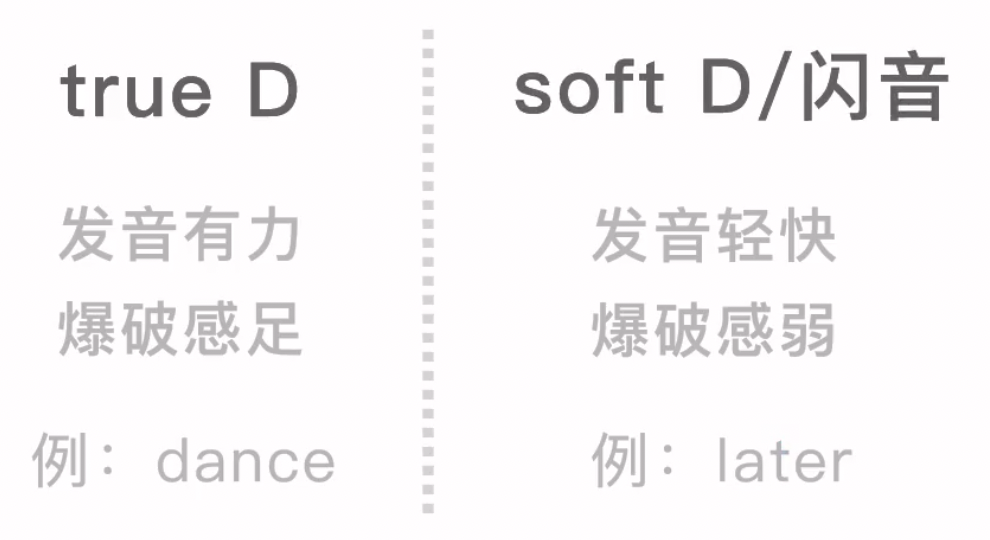 true D
发音有力
爆破感足
例：dance
soft D/闪音
发音轻快
爆破感弱
例：later